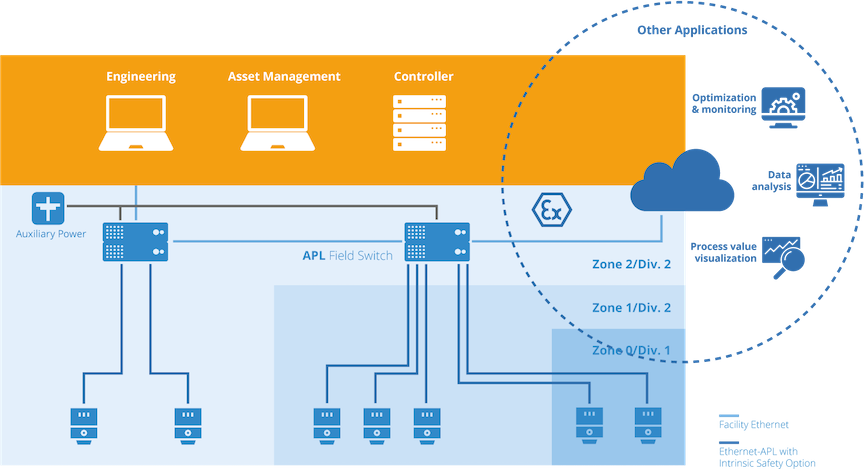 Other Applications
Engineering
Asset Management
Controller
Optimization
& monitoring
Data
analysis
Ex
Auxiliary Power
APL Field Switch
Process value
visualization
Zone 2/Div. 2
Zone 1/Div. 2
Zone 0/Div. 1
Facility Ethernet
Ethernet-APL with
Intrinsic Safety Option